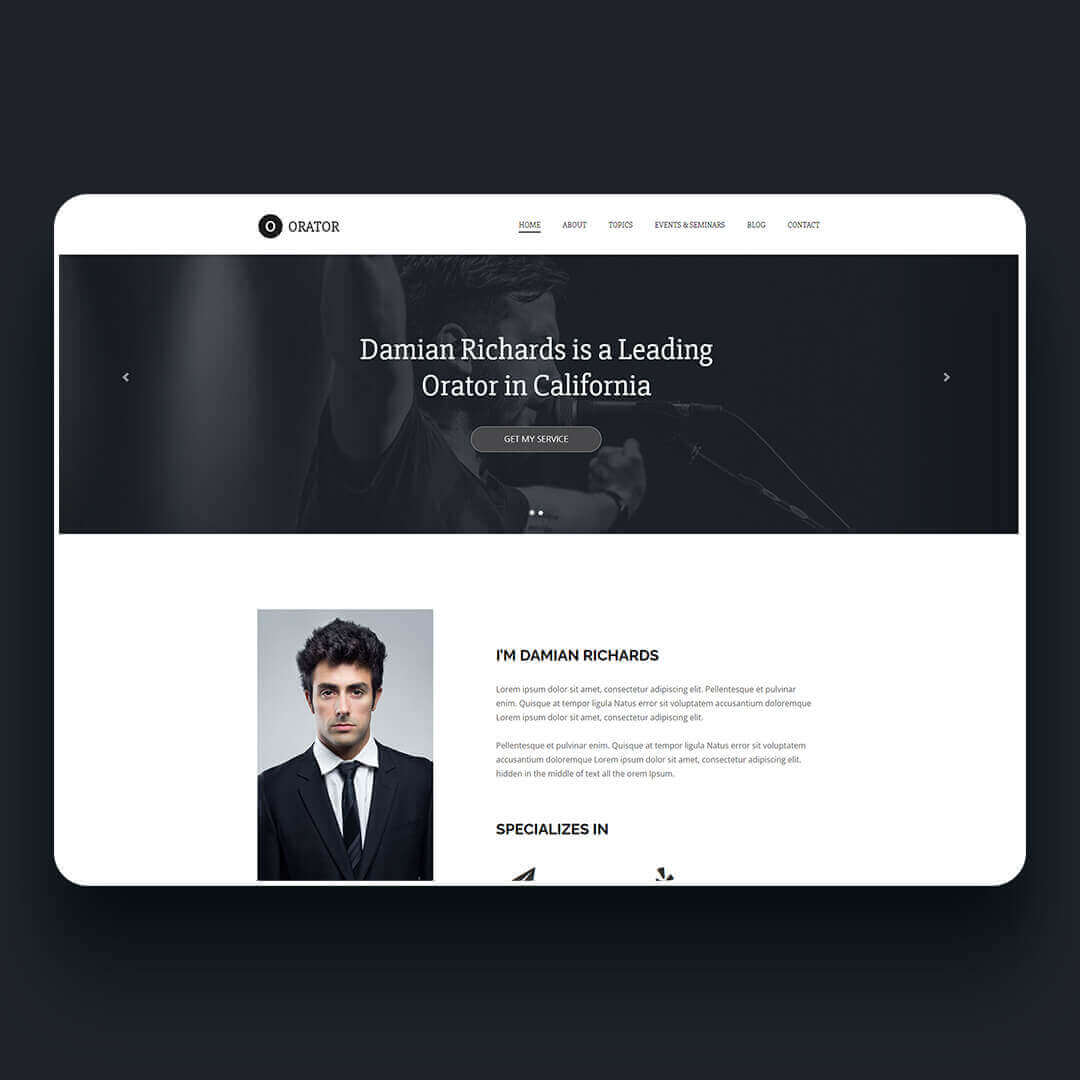 O ORATOR
HOME ABOUT TOPICS EVENTS & SEMINARS BLOG CONTACT
Damian Richards is a Leading
Orator in California
GET MY SERVICE
I'M DAMIAN RICHARDS
Lorem ipsum dolor sit amet, consectetur adipiscing elit. Pellentesque et pulvinar
enim. Quisque at tempor ligula Natus error sit voluptatem accusantium doloremque
Lorem ipsum dolor sit amet, consectetur adipiscing elit.
Pellentesque et pulvinar enim. Quisque at tempor ligula Natus error sit voluptatem
accusantium doloremque Lorem ipsum dolor sit amet, consectetur adipiscing elit.
hidden in the middle of text all the orem Ipsum.
SPECIALIZES IN